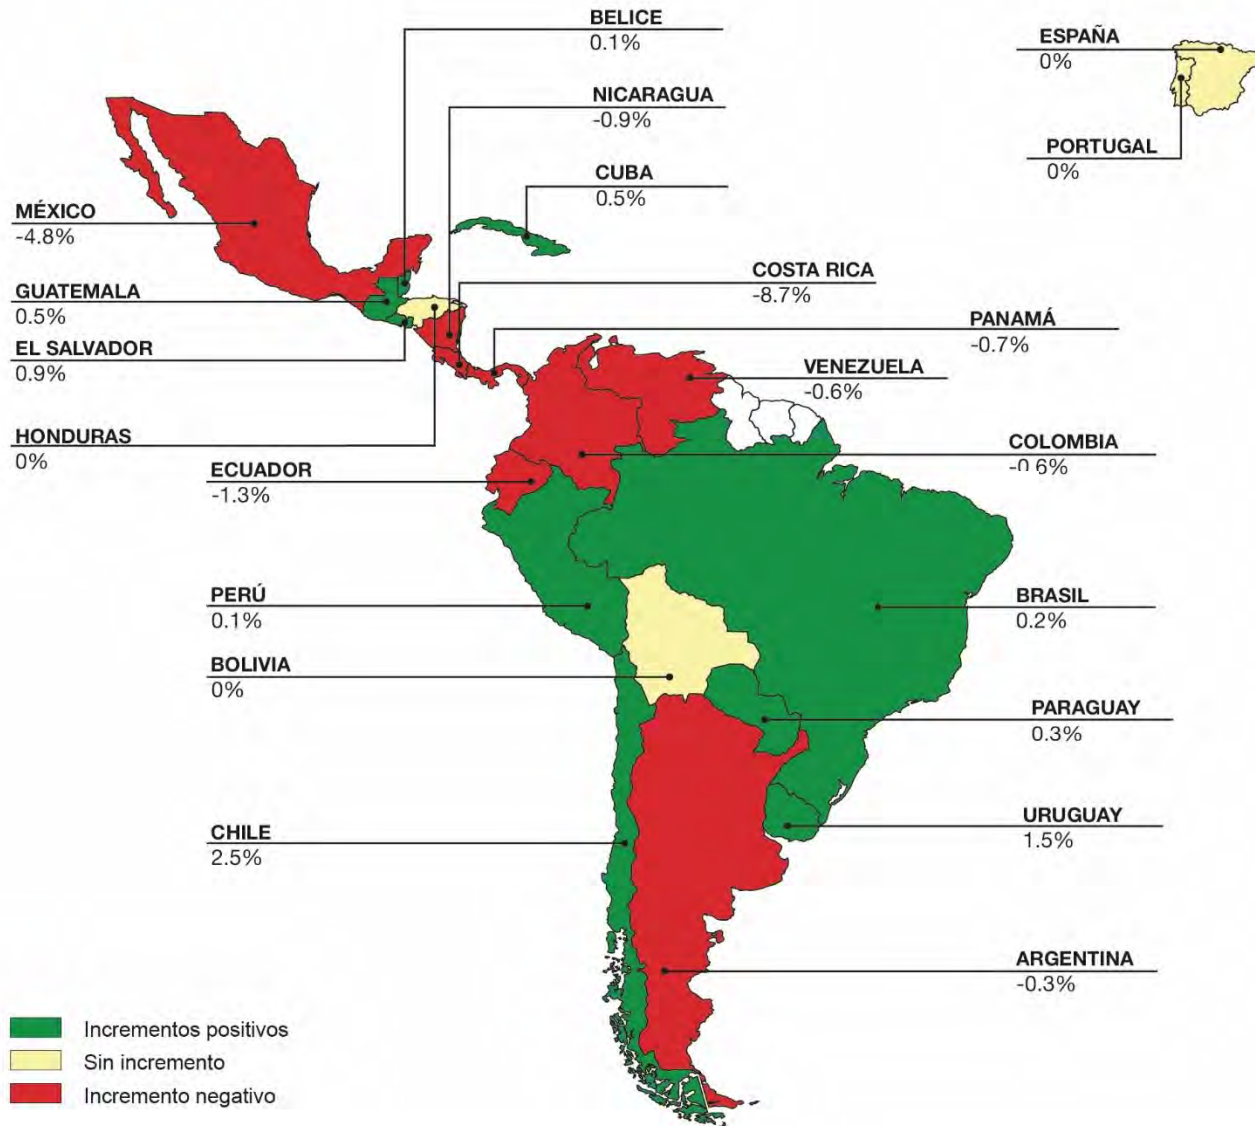 BELICE
0.1%
ESPAÑA
0%
NICARAGUA
-0.9%
PORTUGAL
0%
CUBA
0.5%
MÉXICO
-4.8%
COSTA RICA
-8.7%
GUATEMALA
0.5%
PANAMÁ
-0.7%
EL SALVADOR
0.9%
VENEZUELA
-0.6%
HONDURAS
0%
COLOMBIA
-0.6%
ECUADOR
-1.3%
PERÚ
0.1%
BRASIL
0.2%
BOLIVIA
0%
PARAGUAY
0.3%
CHILE
2.5%
URUGUAY
1.5%
ARGENTINA
-0.3%
Incrementos positivos
Sin incremento
Incremento negativo